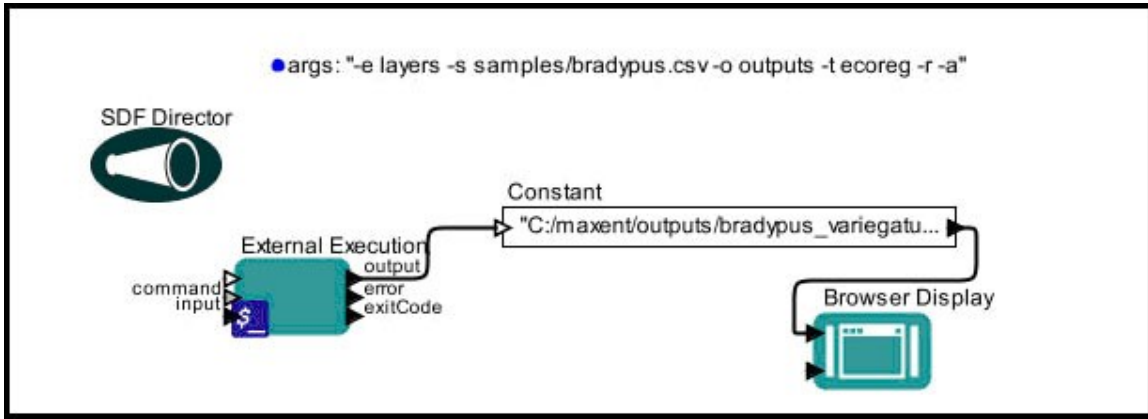 args: "-e layers -s samples/bradypus.csv -o outputs -t ecoreg -r -a"
SDF Director
Constant
"C:/maxent/outputs/bradypus_variegatu...
External Execution
output
command
error
input
exitCode
$_
Browser Display